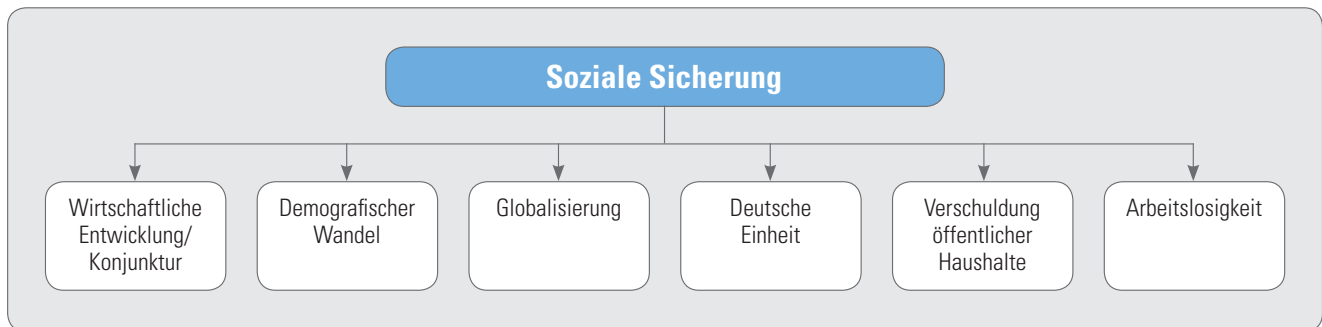 Soziale Sicherung
Wirtschaftliche
Entwicklung/
Konjunktur
Demografischer
Wandel
Globalisierung
Deutsche
Einheit
Verschuldung
öffentlicher
Haushalte
Arbeitslosigkeit